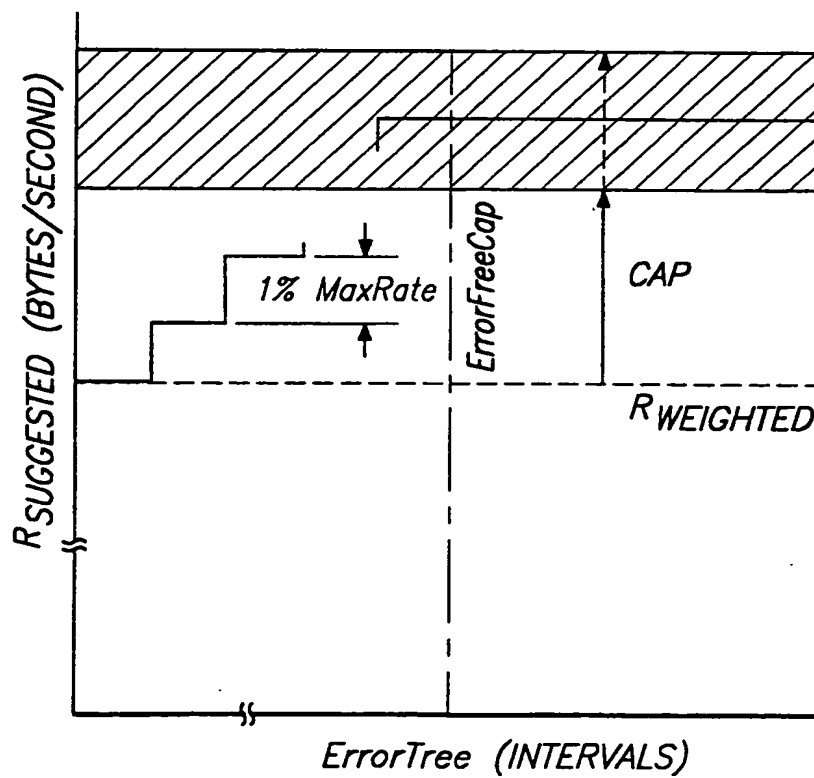 R SUGGESTED (BYTES/SECOND)
1% MaxRate
ErrorFreeCap
CAP
R WEIGHTED
ErrorTree (INTERVALS)